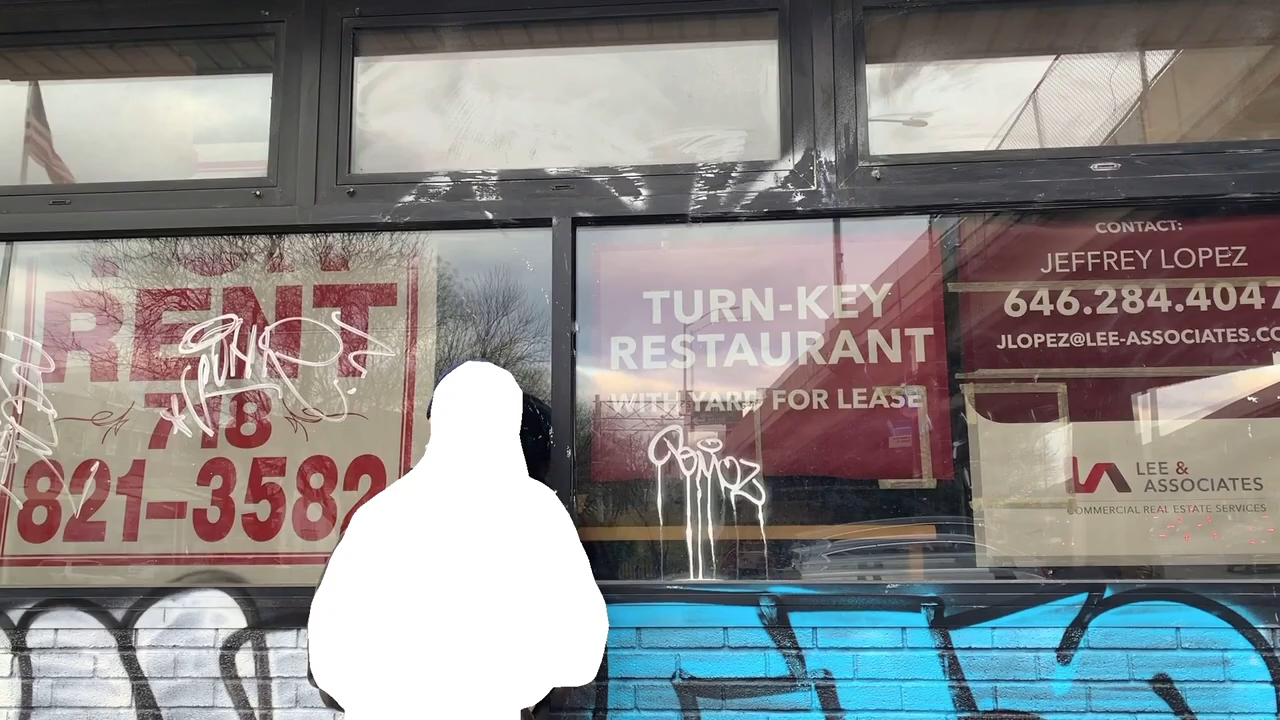 RENT
718
821-3582
TURN-KEY
RESTAURANT
WITH YARD FOR LEASE
CONTACT:
JEFFREY LOPEZ
646.284.4047
JLOPEZ@LEE-ASSOCIATES.CO
LEE &
ASSOCIATES
COMMERCIAL REAL ESTATE SERVICES